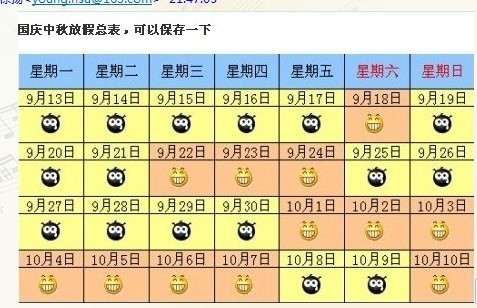 young.hsu@163.com> 21:47:05
国庆中秋放假总表，可以保存一下
星期一 星期二 星期三 星期四 星期五 星期六 星期日
9月13日 9月14日 9月15日 9月16日 9月17日 9月18日 9月19日
9月20日 9月21日 9月22日 9月23日 9月24日 9月25日 9月26日
9月27日 9月28日 9月29日 9月30日 10月1日 10月2日 10月3日
10月4日 10月5日 10月6日 10月7日 10月8日 10月9日 10月10日